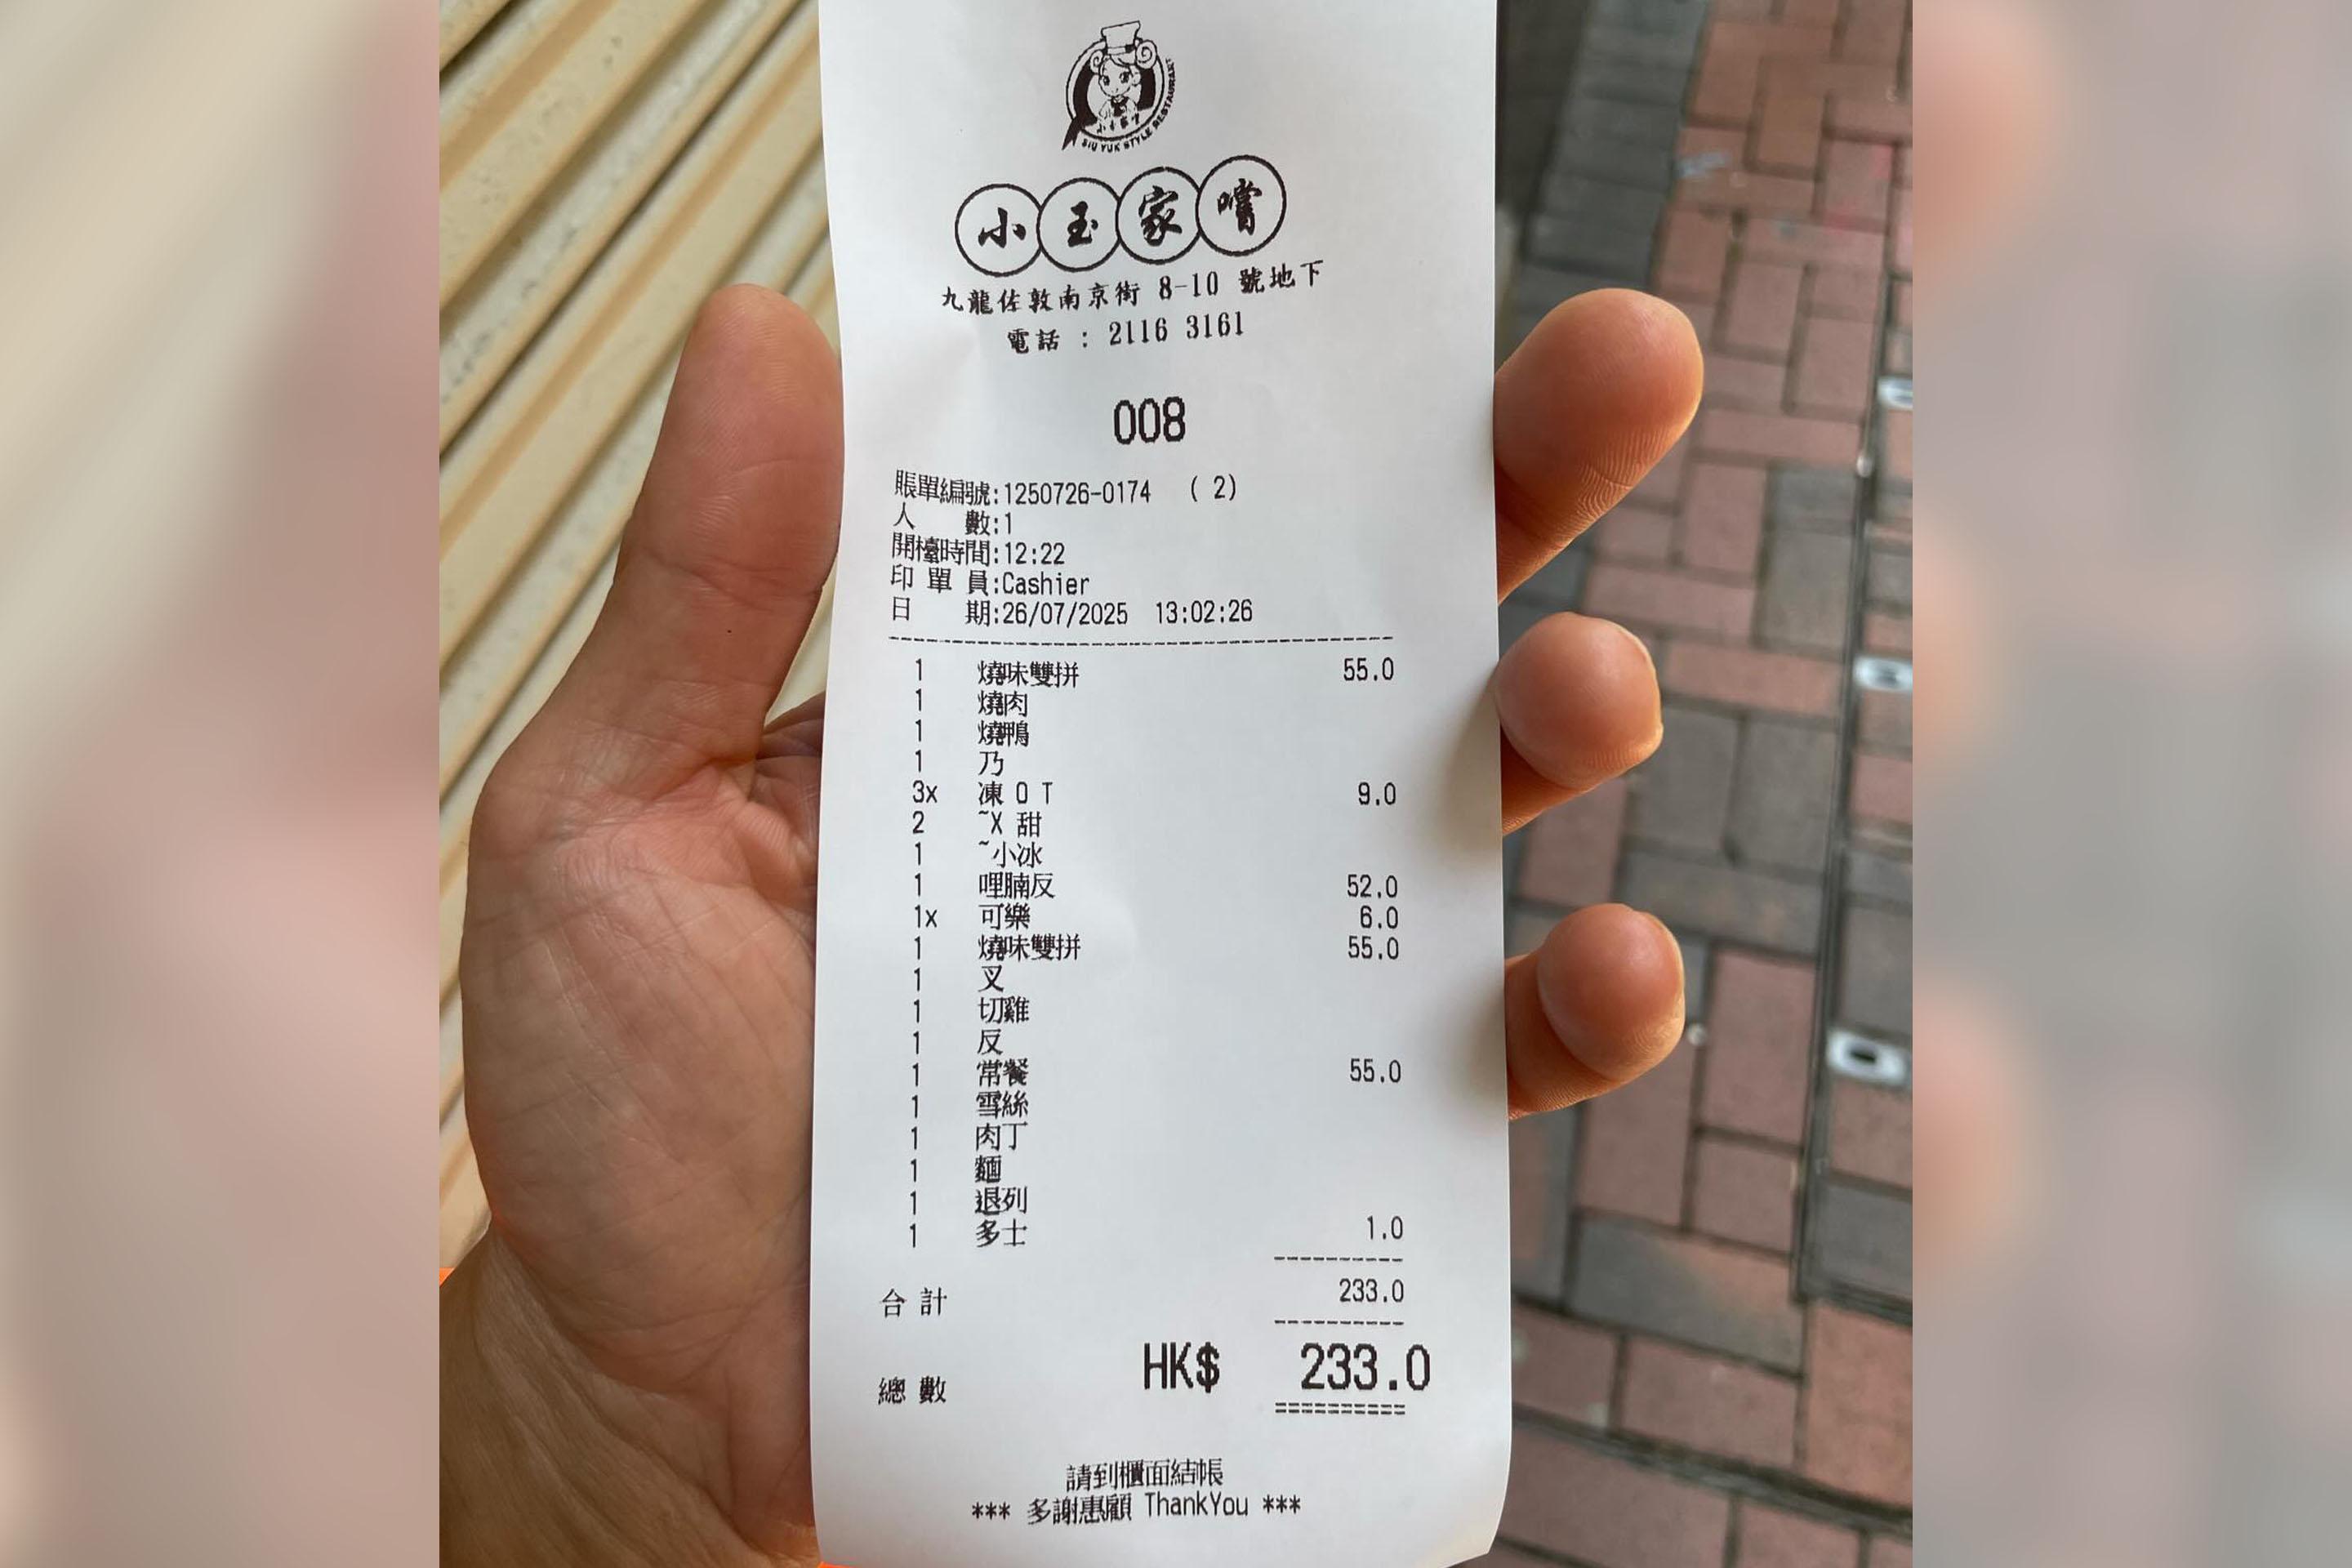 小玉家嚐
SIU YUK STYLE RESTAURANT
小玉家嚐
九龍佐敦南京街 8-10 號地下
電話 : 2116 3161
008
賬單編號:1250726-0174 ( 2)
人 數:1
開檯時間:12:22
印 單 員:Cashier
日 期:26/07/2025 13:02:26
1 燒味雙拼 55.0
1 燒肉
1 燒鴨
1 乃
3x 凍 O T 9.0
2 ~X 甜
1 ~小冰
1 哩腩反 52.0
1x 可樂 6.0
1 燒味雙拼 55.0
1 叉
1 切雞
1 反
1 常餐 55.0
1 雪絲
1 肉丁
1 麵
1 退列
1 多士 1.0
合 計 233.0
總 數 HK$ 233.0
請到櫃面結帳
*** 多謝惠顧 ThankYou ***